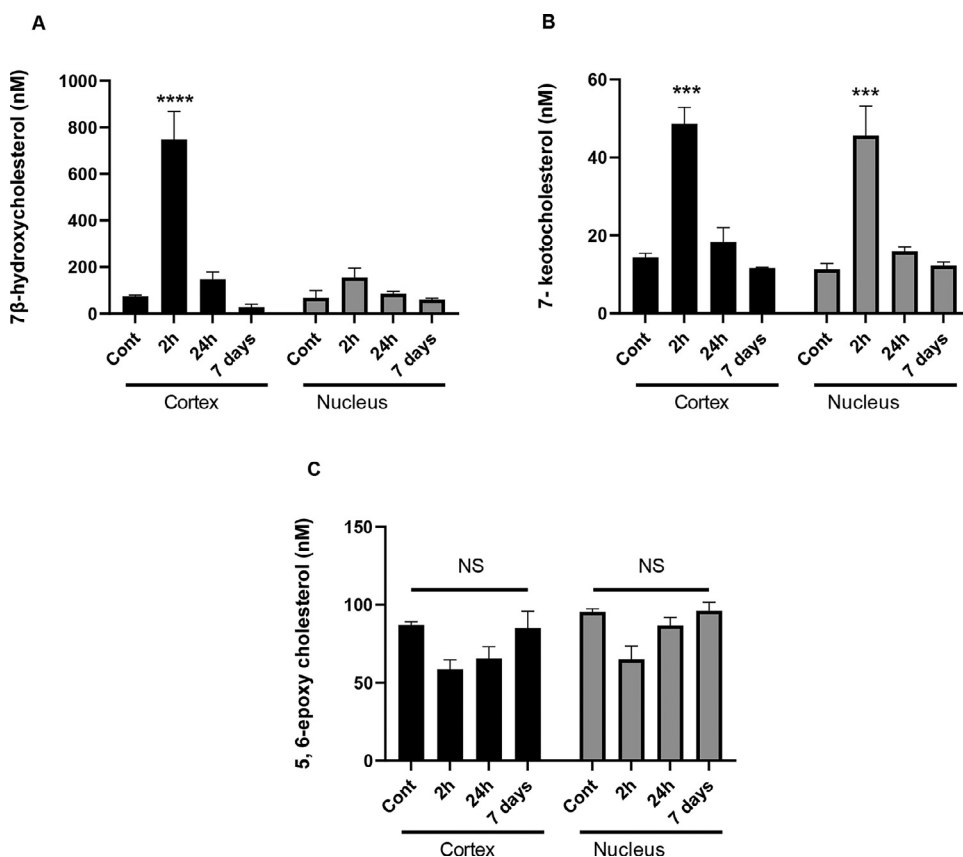 A
7β-hydroxycholesterol (nM)
1000
800
600
400
200
0
****
Cont
2h
24h
7 days
Cont
2h
24h
7 days
Cortex
Nucleus
B
7- keotocholesterol (nM)
60
40
20
0
***
***
Cont
2h
24h
7 days
Cont
2h
24h
7 days
Cortex
Nucleus
C
5, 6-epoxy cholesterol (nM)
150
100
50
0
NS
NS
Cont
2h
24h
7 days
Cont
2h
24h
7 days
Cortex
Nucleus